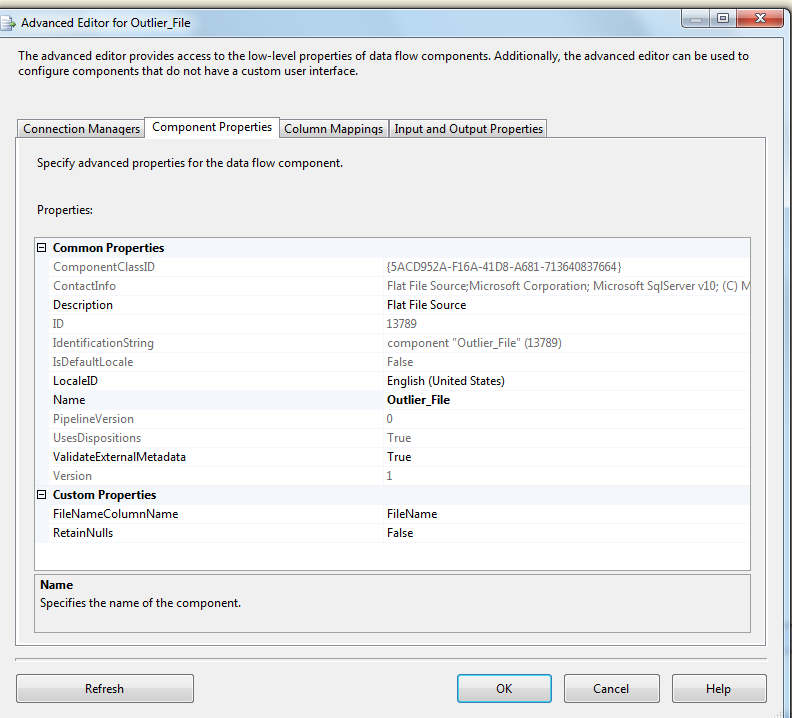 Advanced Editor for Outlier_File
The advanced editor provides access to the low-level properties of data flow components. Additionally, the advanced editor can be used to
configure components that do not have a custom user interface.
Connection Managers Component Properties Column Mappings Input and Output Properties
Specify advanced properties for the data flow component.
Properties:
Common Properties
ComponentClassID {5ACD952A-F16A-41D8-A681-713640837664}
ContactInfo Flat File Source;Microsoft Corporation; Microsoft SqlServer v10; (C) M
Description Flat File Source
ID 13789
IdentificationString component "Outlier_File" (13789)
IsDefaultLocale False
LocaleID English (United States)
Name Outlier_File
PipelineVersion 0
UsesDispositions True
ValidateExternalMetadata True
Version 1
Custom Properties
FileNameColumnName FileName
RetainNulls False
Name
Specifies the name of the component.
Refresh OK Cancel Help